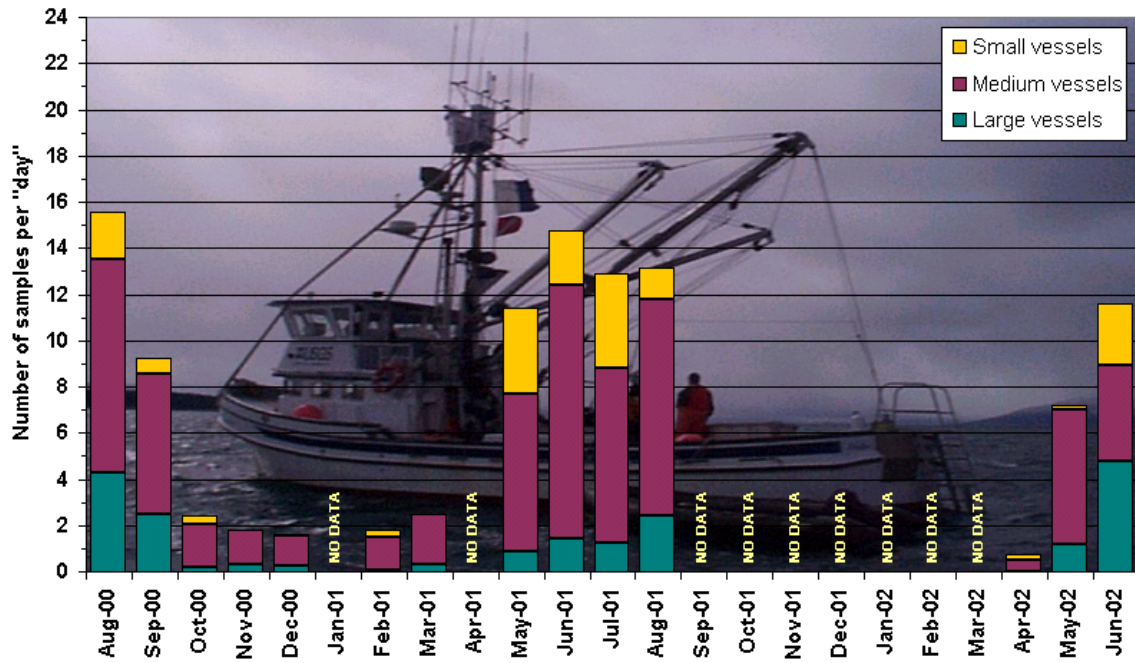 24
22
20
18
16
14
12
10
8
6
4
2
0
Number of samples per "day"
Small vessels
Medium vessels
Large vessels
NO DATA
NO DATA
NO DATA
NO DATA
NO DATA
NO DATA
NO DATA
NO DATA
NO DATA
Aug-00
Sep-00
Oct-00
Nov-00
Dec-00
Jan-01
Feb-01
Mar-01
Apr-01
May-01
Jun-01
Jul-01
Aug-01
Sep-01
Oct-01
Nov-01
Dec-01
Jan-02
Feb-02
Mar-02
Apr-02
May-02
Jun-02